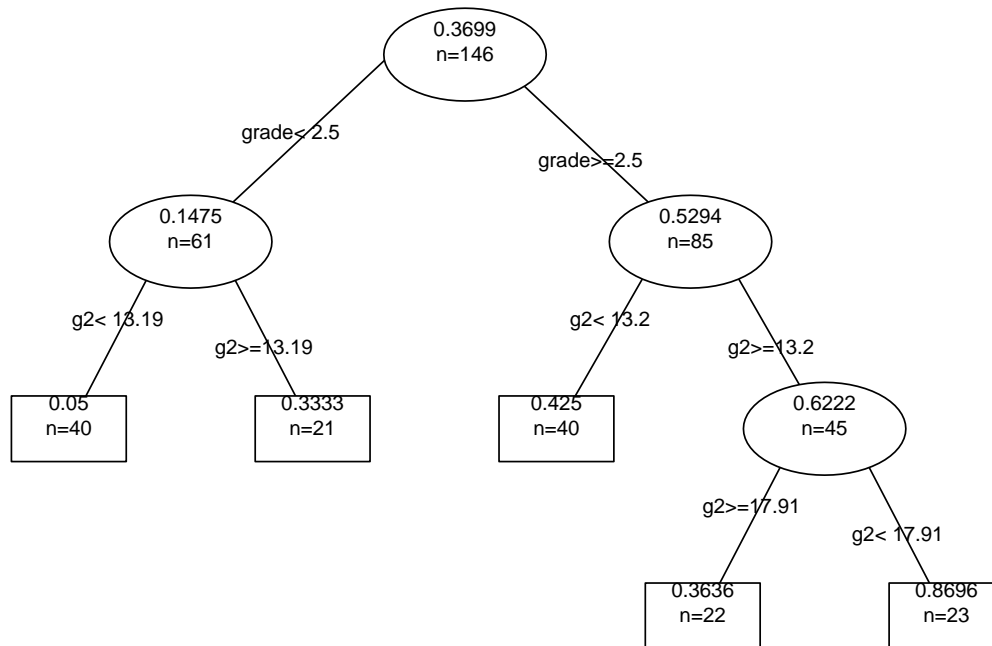 0.3699
n=146
grade< 2.5
grade>=2.5
0.1475
n=61
0.5294
n=85
g2< 13.19
g2>=13.19
g2< 13.2
g2>=13.2
0.05
n=40
0.3333
n=21
0.425
n=40
0.6222
n=45
g2>=17.91
g2< 17.91
0.3636
n=22
0.8696
n=23